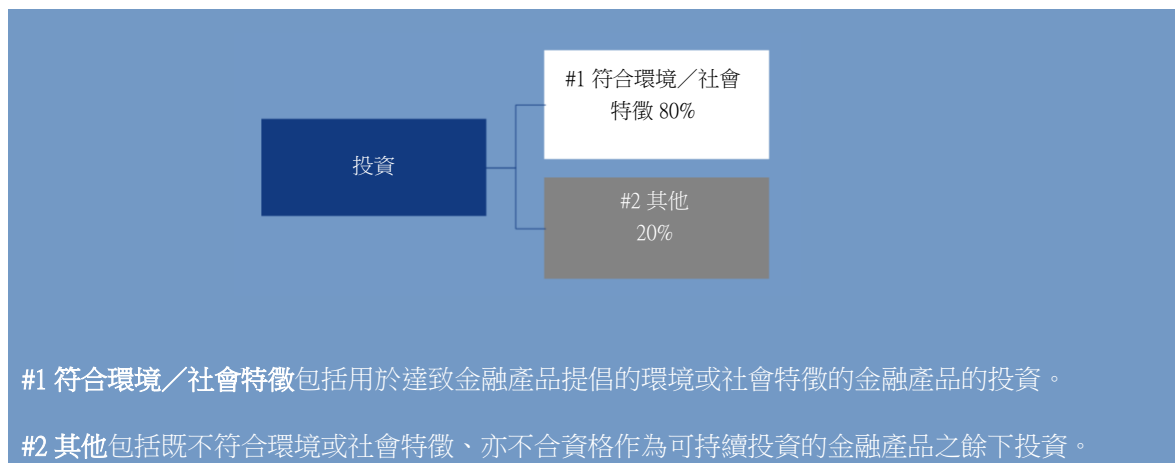 #1 符合環境／社會
特徵 80%
投資
#2 其他
20%
#1 符合環境／社會特徵包括用於達致金融產品提倡的環境或社會特徵的金融產品的投資。
#2 其他包括既不符合環境或社會特徵、亦不合資格作為可持續投資的金融產品之餘下投資。